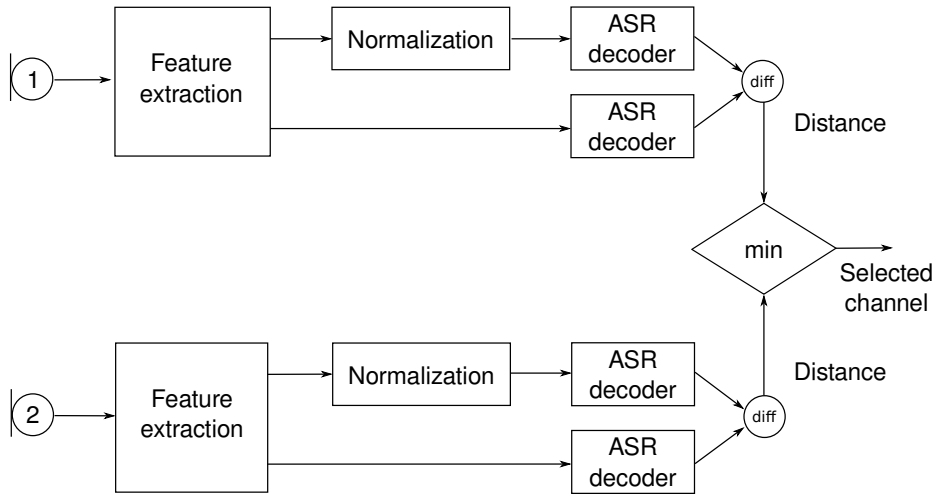 1
Feature
extraction
Normalization
ASR
decoder
ASR
decoder
diff
Distance
min
Selected
channel
2
Feature
extraction
Normalization
ASR
decoder
ASR
decoder
diff
Distance